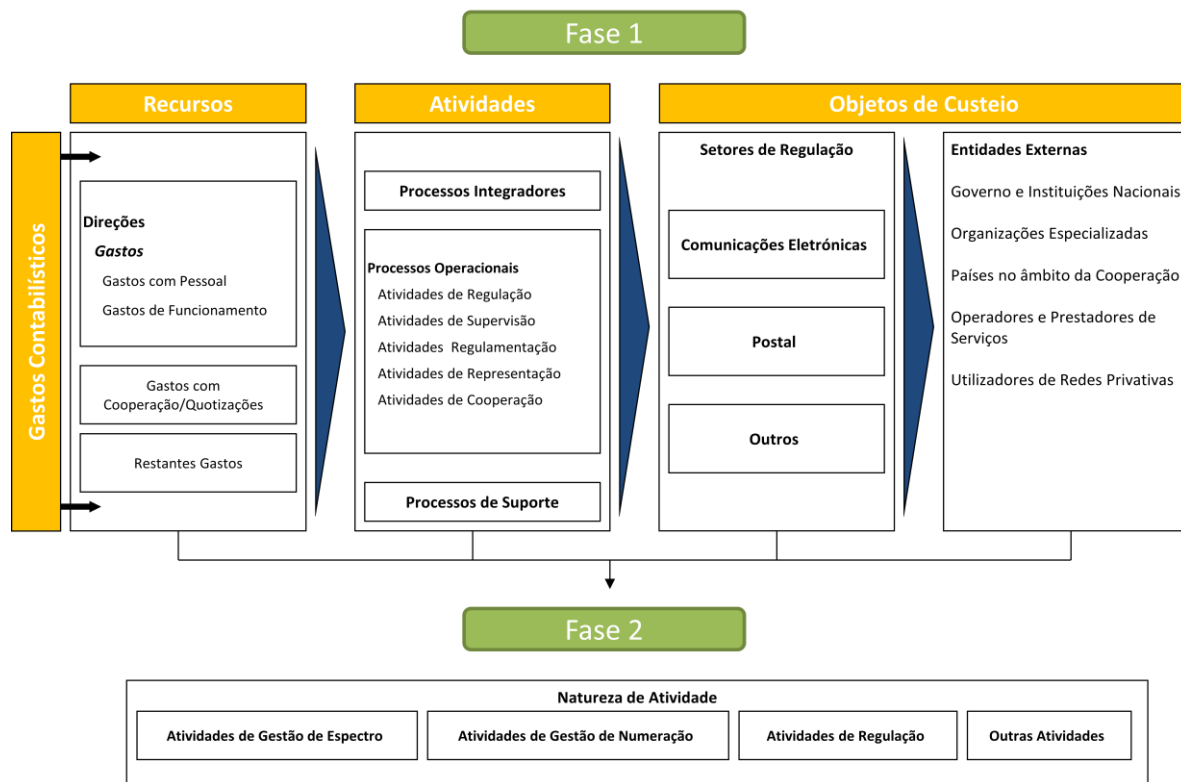 Fase 1
Recursos
Atividades
Objetos de Custeio
Gastos Contabilísticos
Direções
Gastos
Gastos com Pessoal
Gastos de Funcionamento
Gastos com
Cooperação/Quotizações
Restantes Gastos
Processos Integradores
Processos Operacionais
Atividades de Regulação
Atividades de Supervisão
Atividades  Regulamentação
Atividades de Representação
Atividades de Cooperação
Processos de Suporte
Setores de Regulação
Comunicações Eletrónicas
Postal
Outros
Entidades Externas
Governo e Instituições Nacionais
Organizações Especializadas
Países no âmbito da Cooperação
Operadores e Prestadores de
Serviços
Utilizadores de Redes Privativas
Fase 2
Natureza de Atividade
Atividades de Gestão de Espectro
Atividades de Gestão de Numeração
Atividades de Regulação
Outras Atividades